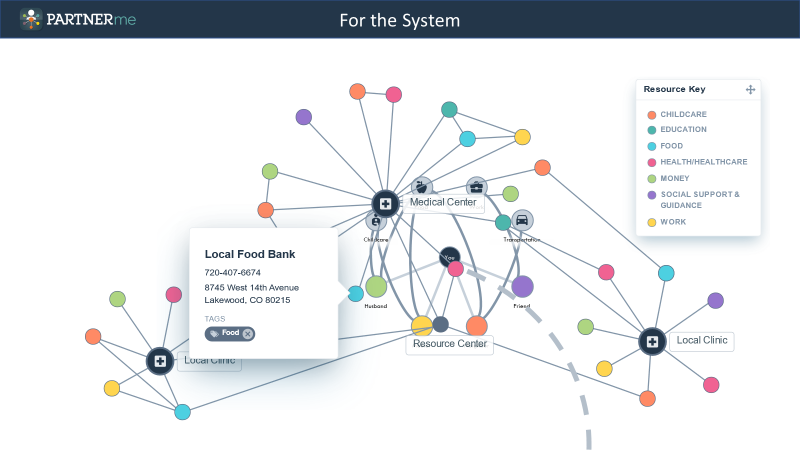 PARTNERme
For the System
Resource Key
CHILDCARE
EDUCATION
FOOD
HEALTH/HEALTHCARE
MONEY
SOCIAL SUPPORT &
GUIDANCE
WORK
Medical Center
Childcare
Transportation
You
Husband
Friend
Resource Center
Local Food Bank
720-407-6674
8745 West 14th Avenue
Lakewood, CO 80215
TAGS
Food
Local Clinic
Local Clinic